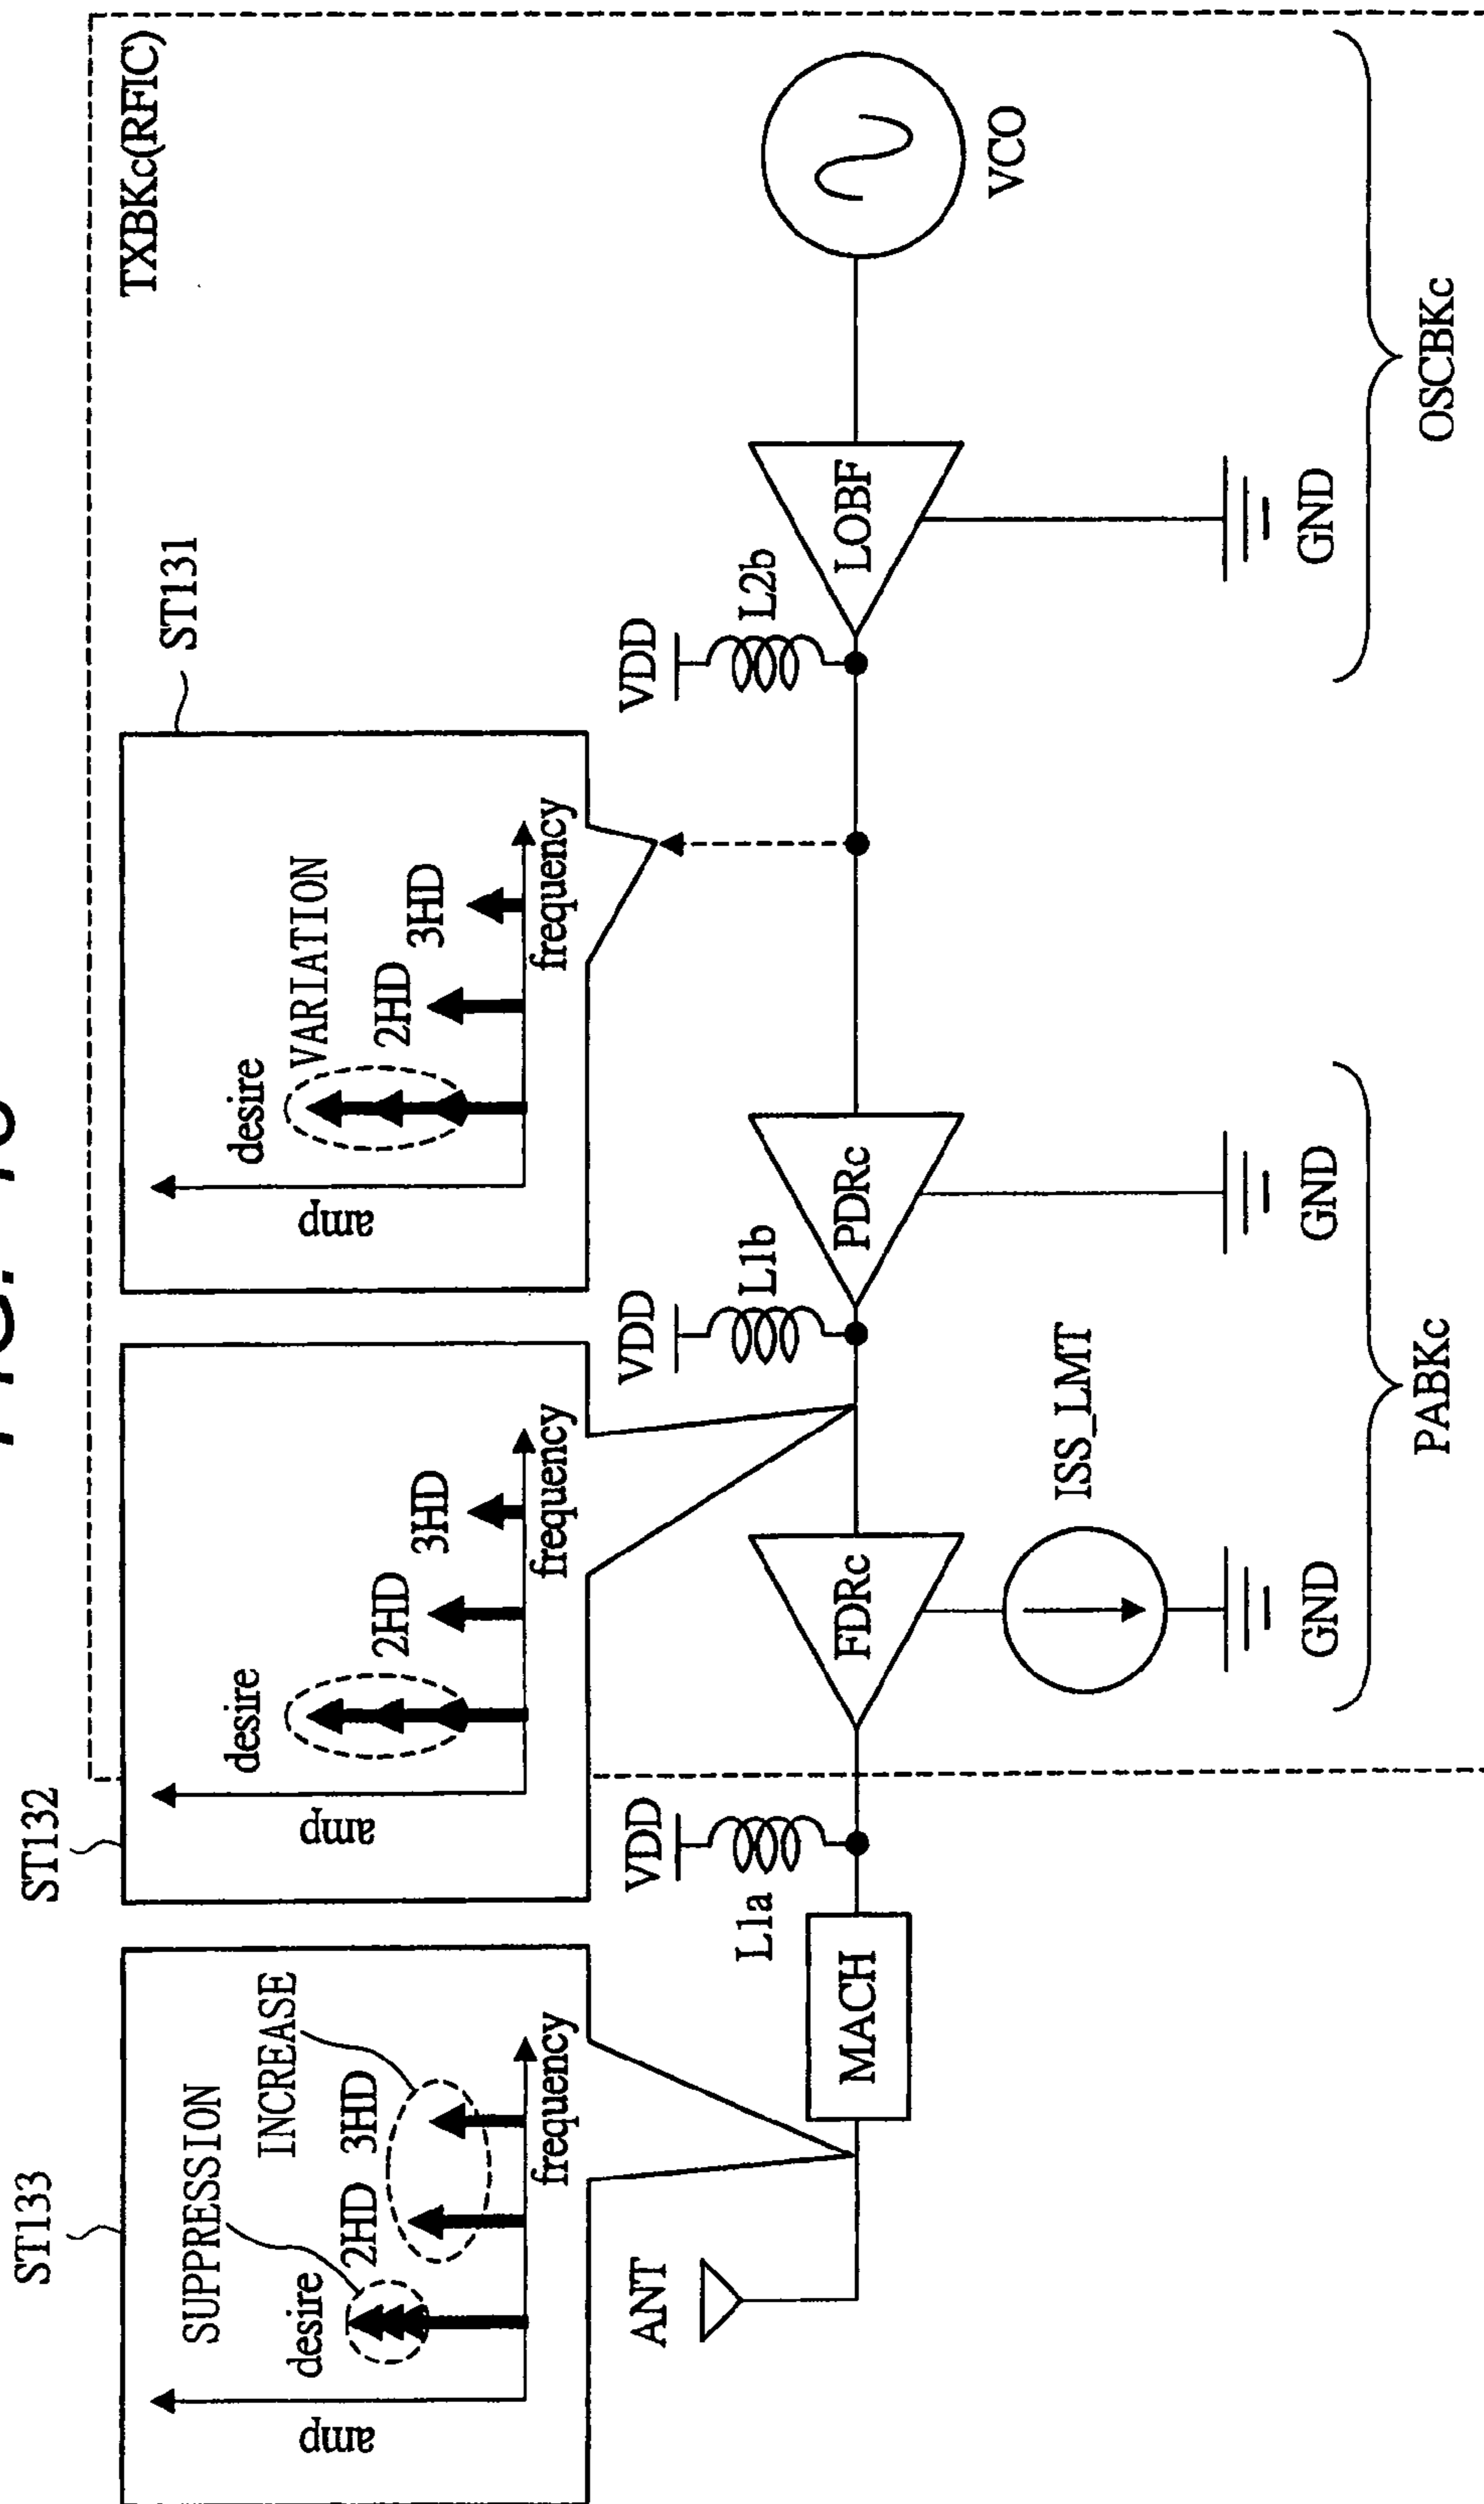 TXBKc(RFIC)
ST133
SUPPRESSION
INCREASE
desire
2HD
3HD
amp
frequency
ST132
desire
2HD
3HD
amp
frequency
ST131
desire
VARIATION
2HD
3HD
amp
frequency
ANT
MACH
L1a
VDD
FDRc
ISS_LMT
GND
VDD
L1b
PDRc
GND
PABKc
VDD
L2b
LOBF
GND
VCO
OSCBKc